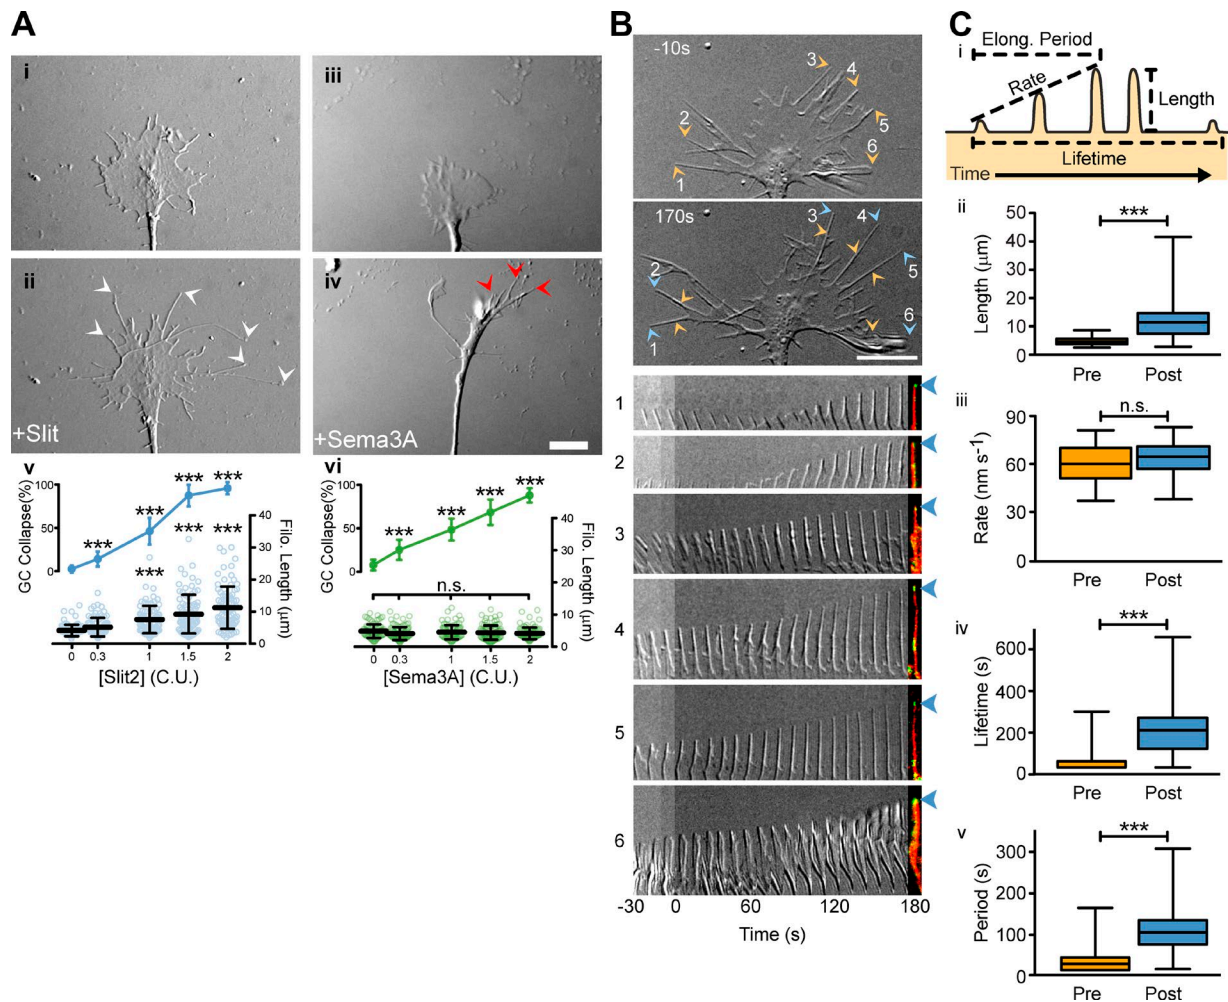 A
i
iii
ii
+Slit
iv
+Sema3A
v
GC Collapse(%)
100
50
0
***
***
***
***
***
***
***
40
30
20
10
0
Filo. Length (μm)
0
0.3
1
1.5
2
[Slit2] (C.U.)
vi
GC Collapse(%)
100
50
0
***
***
***
***
n.s.
40
30
20
10
0
Filo. Length (μm)
0
0.3
1
1.5
2
[Sema3A] (C.U.)
B
-10s
3
4
2
5
6
1
170s
3
4
2
5
6
1
1
2
3
4
5
6
-30
0
60
120
180
Time (s)
C
i
Elong. Period
Rate
Length
Lifetime
Time
ii
***
Length (μm)
50
40
30
20
10
0
Pre
Post
iii
n.s.
Rate (nm s⁻¹)
90
60
30
0
Pre
Post
iv
***
Lifetime (s)
600
400
200
0
Pre
Post
v
***
Period (s)
300
200
100
0
Pre
Post